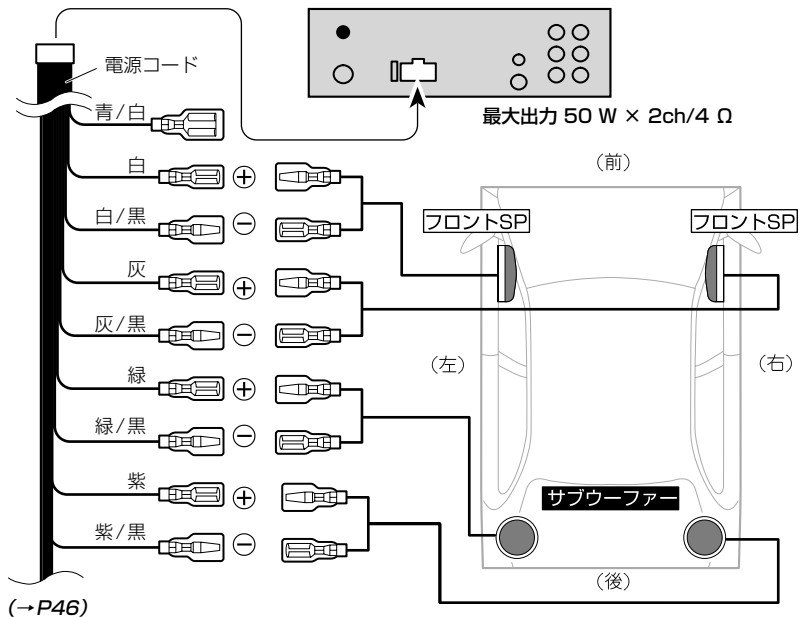 電源コード
青/白
最大出力 50 W × 2ch/4 Ω
白
⊕
白/黒
⊖
(前)
フロントSP
フロントSP
灰
⊕
灰/黒
⊖
(左)
(右)
緑
⊕
緑/黒
⊖
紫
⊕
サブウーファー
紫/黒
⊖
(後)
(→P46)